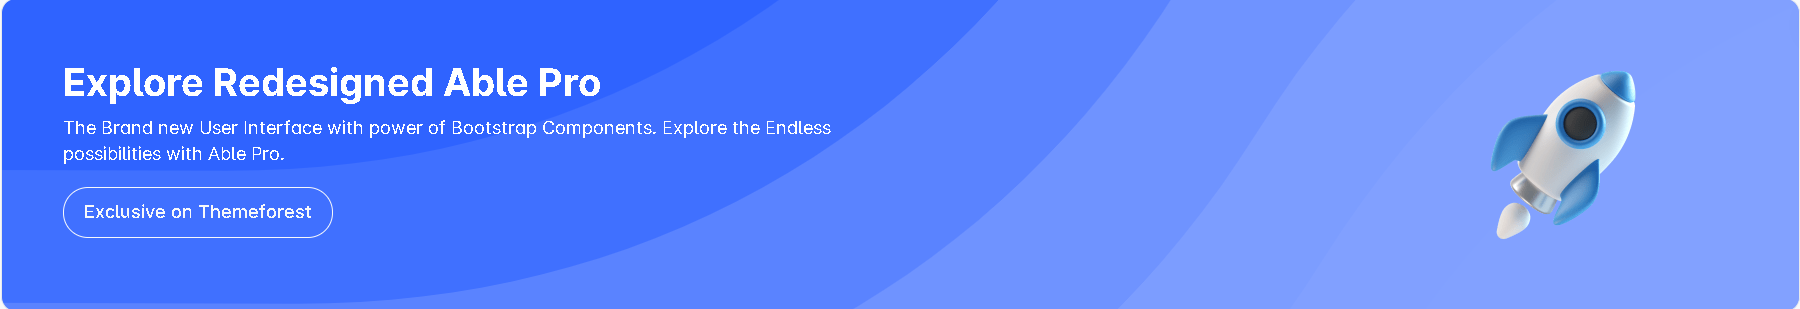 Explore Redesigned Able Pro
The Brand new User Interface with power of Bootstrap Components. Explore the Endless
possibilities with Able Pro.
Exclusive on Themeforest